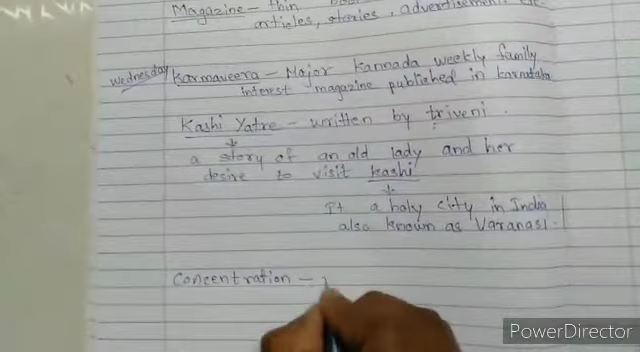 Magazine - thin
articles, stories, advertisement etc
Wednesday Karmaveera - Major Kannada weekly family
interest magazine published in Karnataka
Kashi Yatre - written by triveni.
a story of an old lady and her
desire to visit kashi
It a holy city in India
also known as Varanasi.
Concentration -
PowerDirector